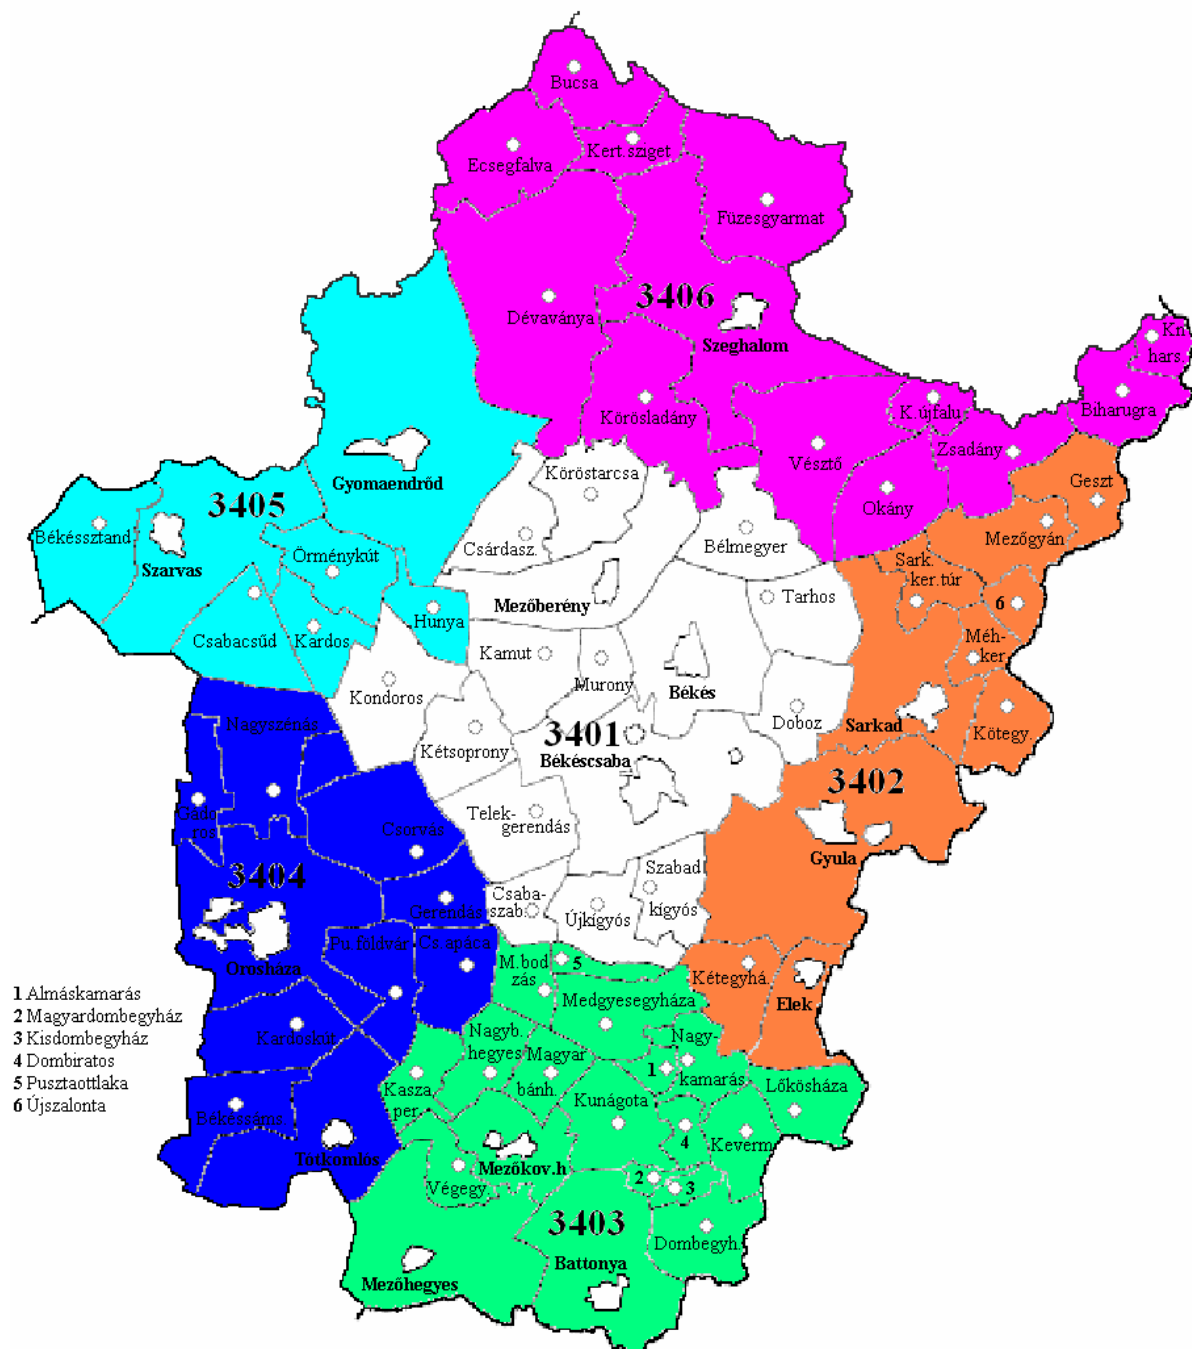 Bucsa
Ecsegfalva
Kert.sziget
Füzesgyarmat
3406
Dévaványa
Szeghalom
Kn
hars.
Körösladány
K.újfalu
Biharugra
Vésztő
Zsadány
Okány
Geszt
Mezőgyán
Gyomaendrőd
3405
Békéssztand
Szarvas
Örménykút
Csabacsűd
Kardos
Hunya
Köröstarcsa
Csárdasz.
Bélmegyer
Mezőberény
Tarhos
Sark.
ker.túr
6
Méh-
ker.
Kamut
Murony
Békés
Kondoros
Doboz
Sarkad
Kötegy.
Kétsoprony
3401
Békéscsaba
3402
Gyula
Nagyszénás
Gádo
ros
Csorvás
Telek-
gerendás
Szabad
kígyós
3404
Gerendás
Csaba-
szab.
Újkígyós
Orosháza
Pu.földvár
Cs.apáca
M.bod
zás
5
Kétegyhá.
Elek
Medgyesegyháza
1 Almáskamarás
2 Magyardombegyház
3 Kisdombegyház
4 Dombiratos
5 Pusztaottlaka
6 Újszalonta
Kardoskút
Nagyb.
hegyes
Magyar
bánh.
Nagy-
kamarás
1
Lőkösháza
Kasza
per.
Kunágota
Békéssáms.
Tótkomlós
4
Keverm.
Mezőkov.h
Végegy.
2
3
3403
Dombegyh.
Battonya
Mezőhegyes